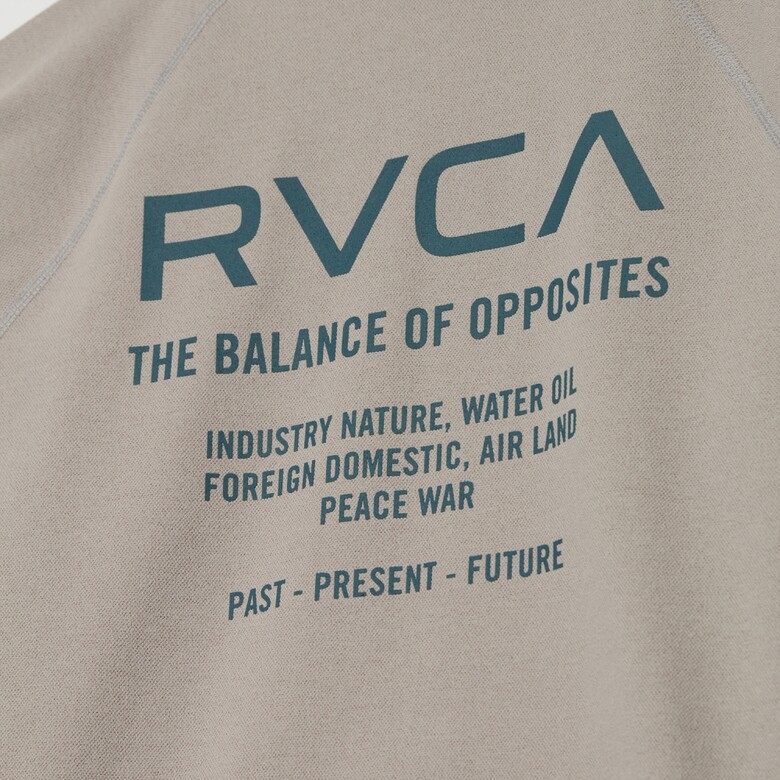 RVCA
THE BALANCE OF OPPOSITES
INDUSTRY NATURE, WATER OIL
FOREIGN DOMESTIC, AIR LAND
PEACE WAR
PAST - PRESENT - FUTURE